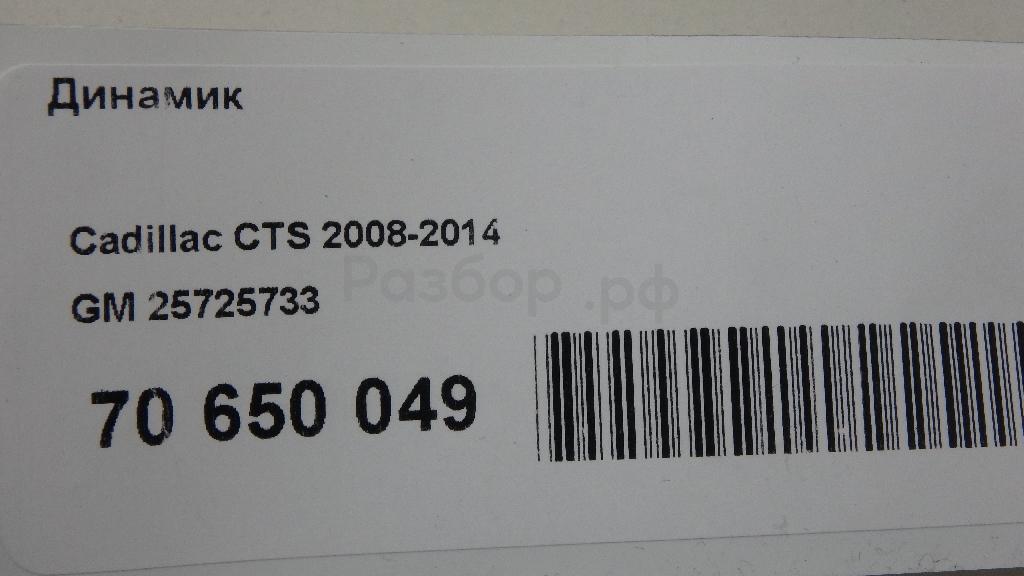 Динамик
Cadillac CTS 2008-2014
Разбор.рф
GM 25725733
70 650 049